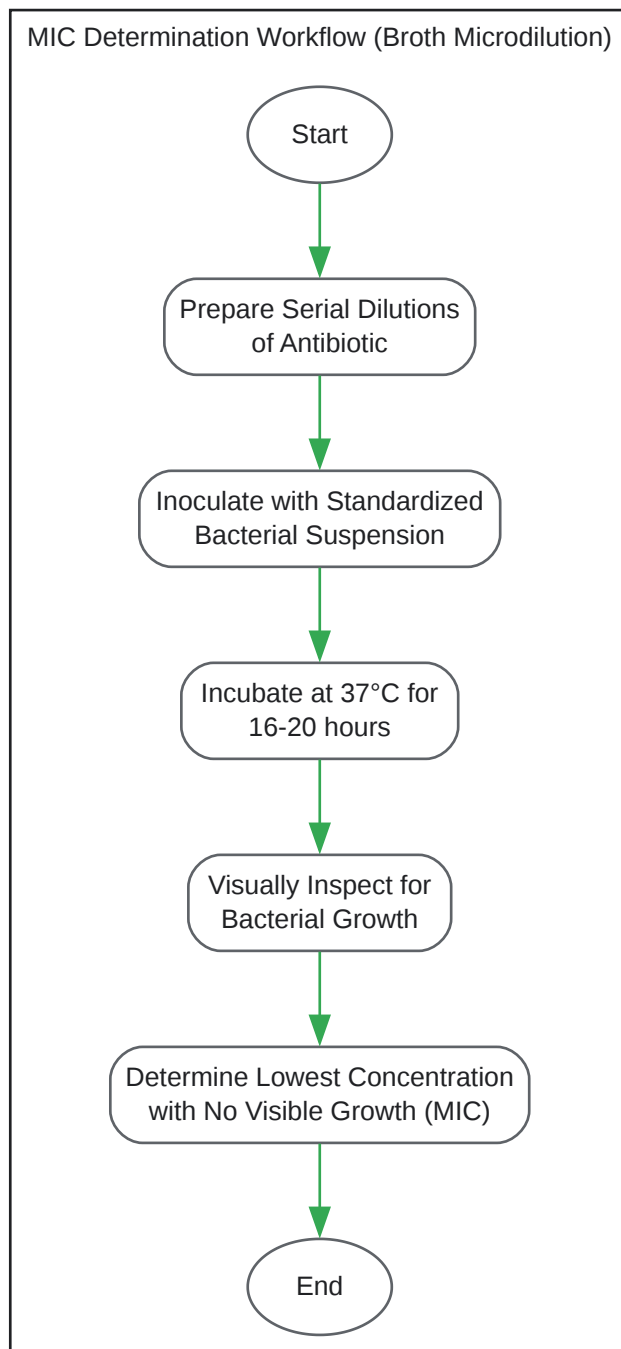 MIC Determination Workflow (Broth Microdilution)
Start
Prepare Serial Dilutions
of Antibiotic
Inoculate with Standardized
Bacterial Suspension
Incubate at 37°C for
16-20 hours
Visually Inspect for
Bacterial Growth
Determine Lowest Concentration
with No Visible Growth (MIC)
End